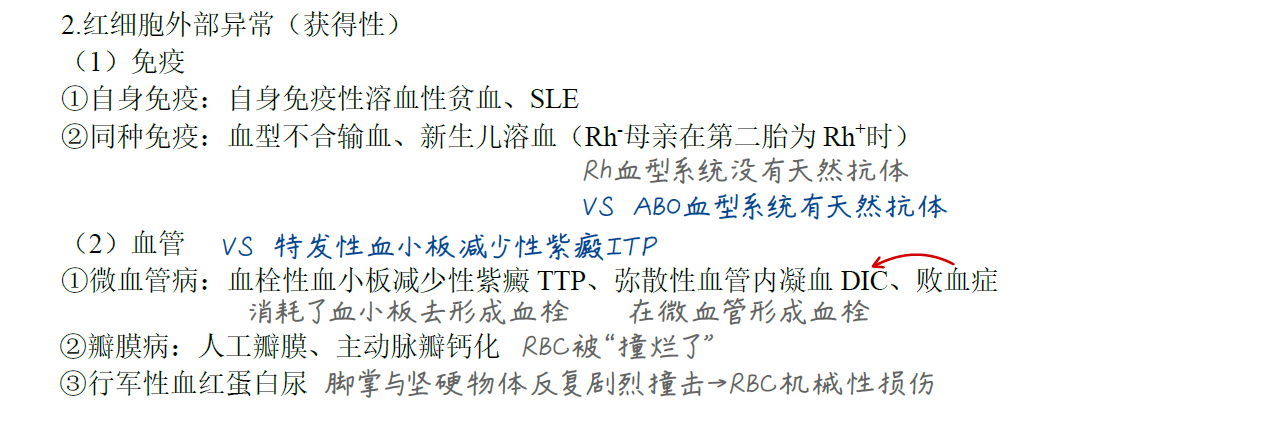 2.红细胞外部异常（获得性）
（1）免疫
①自身免疫：自身免疫性溶血性贫血、SLE
②同种免疫：血型不合输血、新生儿溶血（Rh⁻母亲在第二胎为 Rh⁺时）
Rh血型系统没有天然抗体
VS ABO血型系统有天然抗体
（2）血管 VS 特发性血小板减少性紫癜ITP
①微血管病：血栓性血小板减少性紫癜 TTP、弥散性血管内凝血 DIC、败血症
消耗了血小板去形成血栓 在微血管形成血栓
②瓣膜病：人工瓣膜、主动脉瓣钙化 RBC被“撞烂了”
③行军性血红蛋白尿 脚掌与坚硬物体反复剧烈撞击→RBC机械性损伤